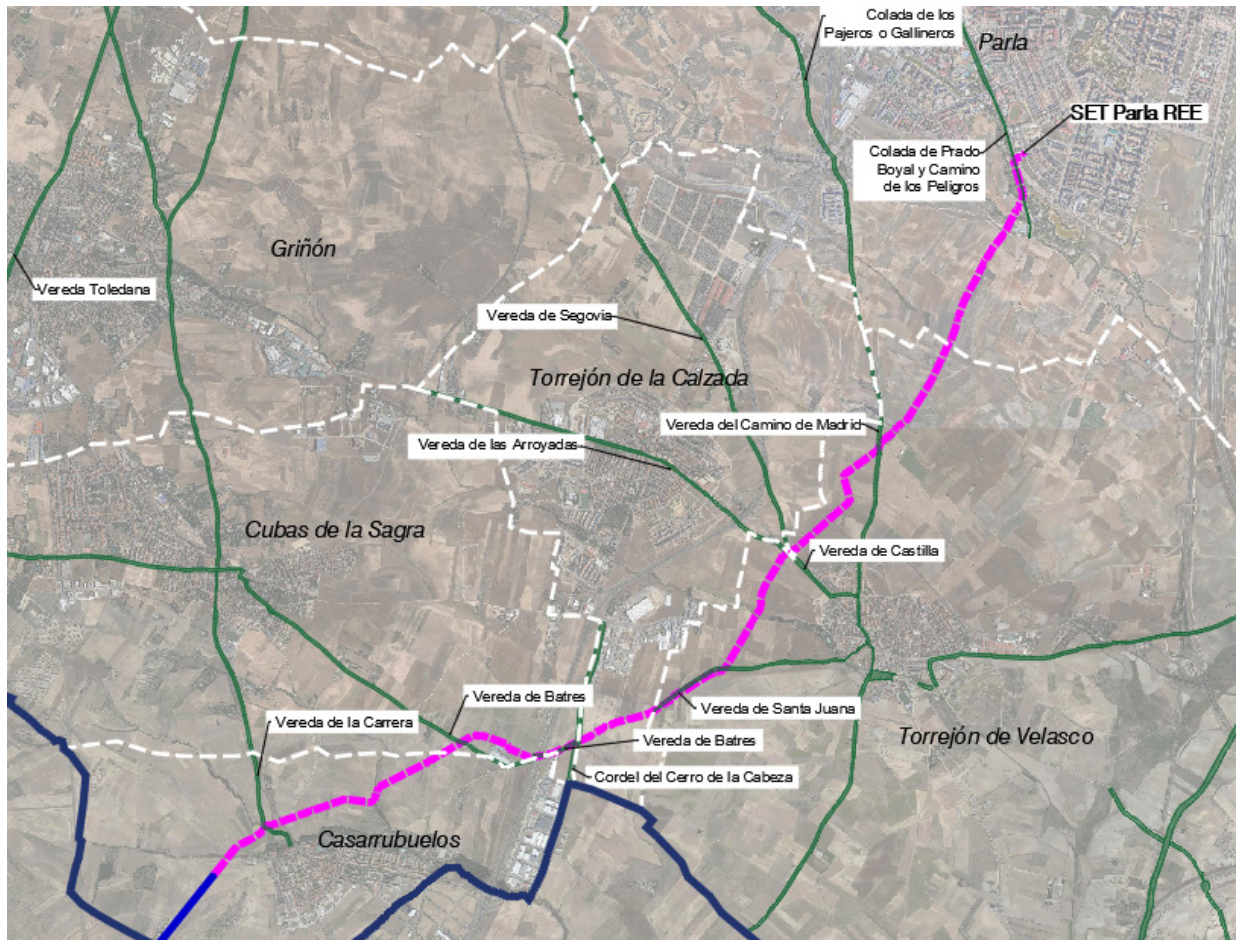 Colada de los
Pajeros o Gallineros
Parla
SET Parla REE
Colada de Prado
Boyal y Camino
de los Peligros
Griñón
Vereda Toledana
Vereda de Segovia
Torrejón de la Calzada
Vereda del Camino de Madrid
Vereda de las Arroyadas
Cubas de la Sagra
Vereda de Castilla
Vereda de Batres
Vereda de la Carrera
Vereda de Santa Juana
Vereda de Batres
Torrejón de Velasco
Cordel del Cerro de la Cabeza
Casarrubuelos